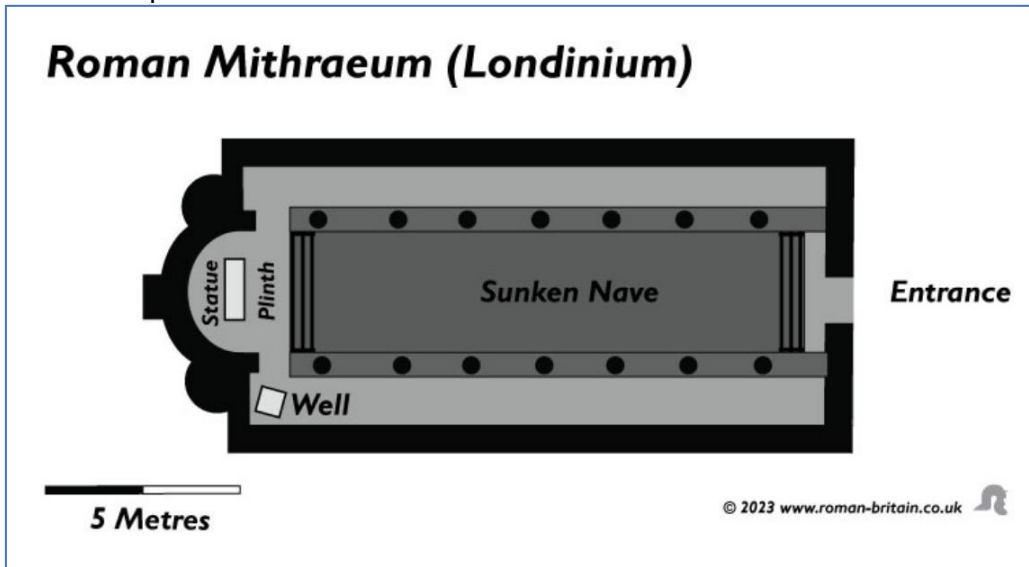 Roman Mithraeum (Londinium)
Statue
Plinth
Sunken Nave
Entrance
Well
5 Metres
© 2023 www.roman-britain.co.uk